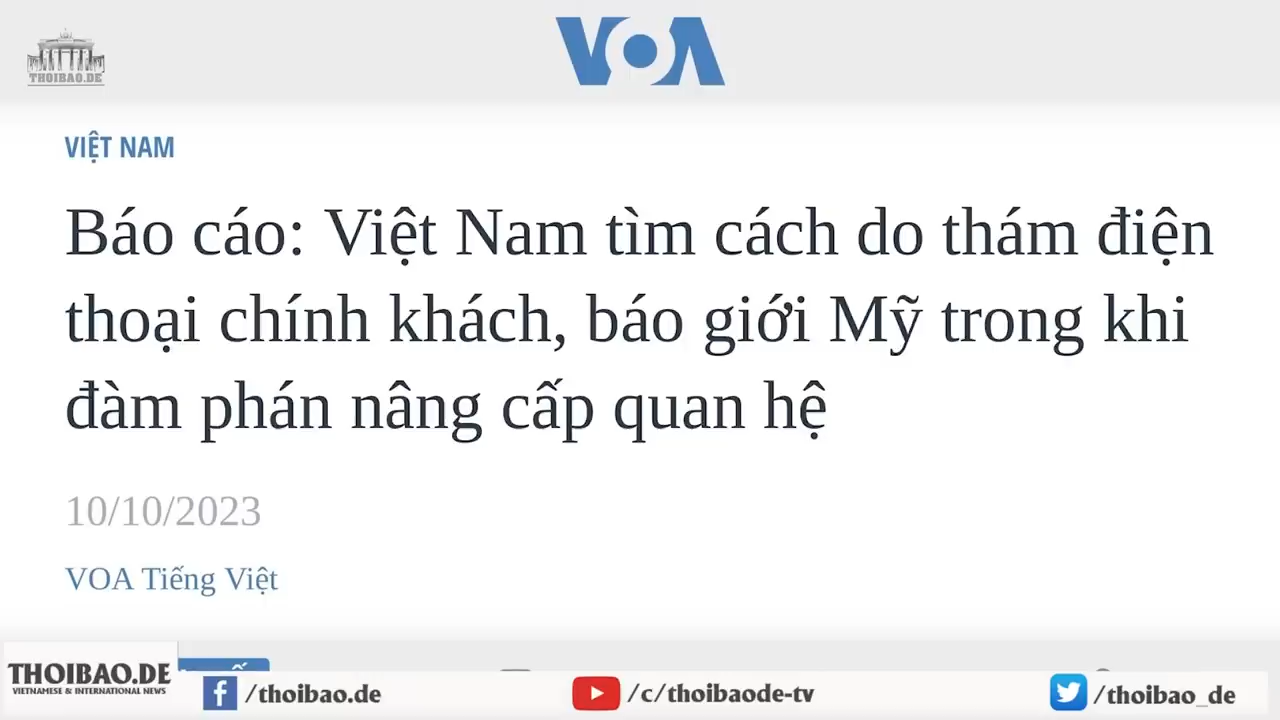 THOIBAO.DE
VOA
VIỆT NAM
Báo cáo: Việt Nam tìm cách do thám điện
thoại chính khách, báo giới Mỹ trong khi
đàm phán nâng cấp quan hệ
10/10/2023
VOA Tiếng Việt
THOIBAO.DE
VIETNAMESE & INTERNATIONAL NEWS
/thoibao.de
/c/thoibaode-tv
/thoibao_de